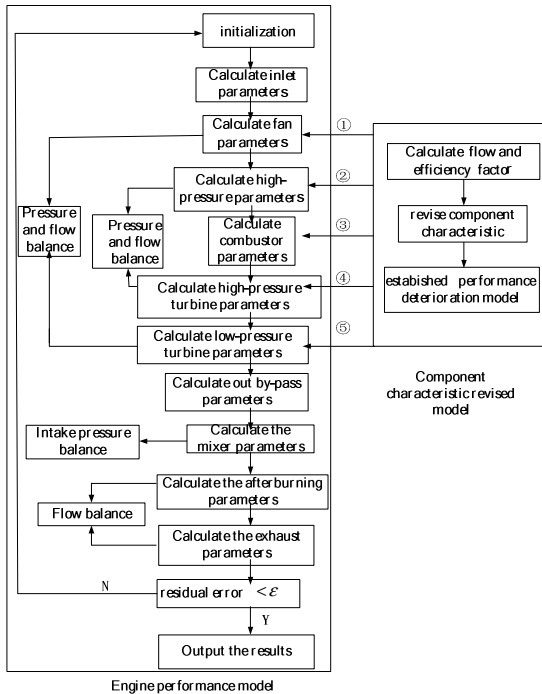 initialization
Calculate inlet
parameters
Calculate fan
parameters
①
Calculate high-
pressure parameters
②
Calculate
combustor
parameters
③
Pressure
and flow
balance
Pressure
and flow
balance
Calculate high-pressure
turbine parameters
④
Calculate low-pressure
turbine parameters
⑤
Calculate out by-pass
parameters
Calculate the
mixer parameters
Intake pressure
balance
Calculate the afterburning
parameters
Flow balance
Calculate the exhaust
parameters
N
residual error < ε
Y
Output the results
Engine performance model
Calculate flow and
efficiency factor
revise component
characteristic
estabished performance
deterioration model
Component
characteristic revised
model